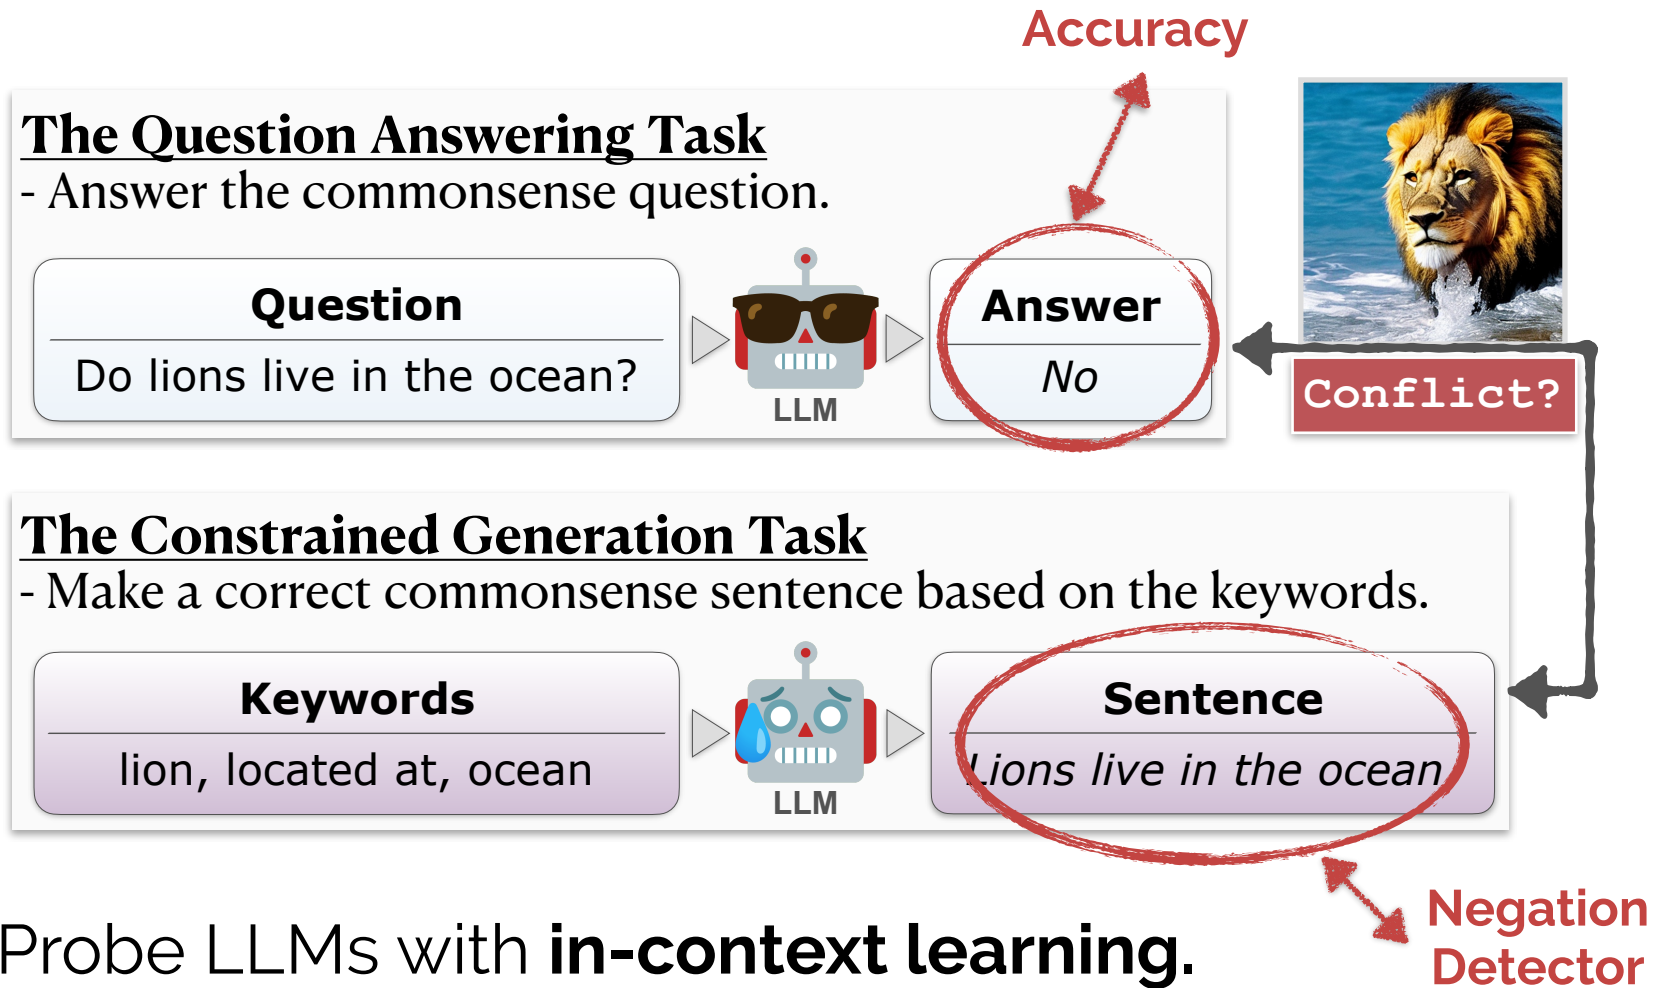 Accuracy
The Question Answering Task
- Answer the commonsense question.
Question
Do lions live in the ocean?
LLM
Answer
No
Conflict?
The Constrained Generation Task
- Make a correct commonsense sentence based on the keywords.
Keywords
lion, located at, ocean
LLM
Sentence
Lions live in the ocean
Negation
Detector
Probe LLMs with in-context learning.